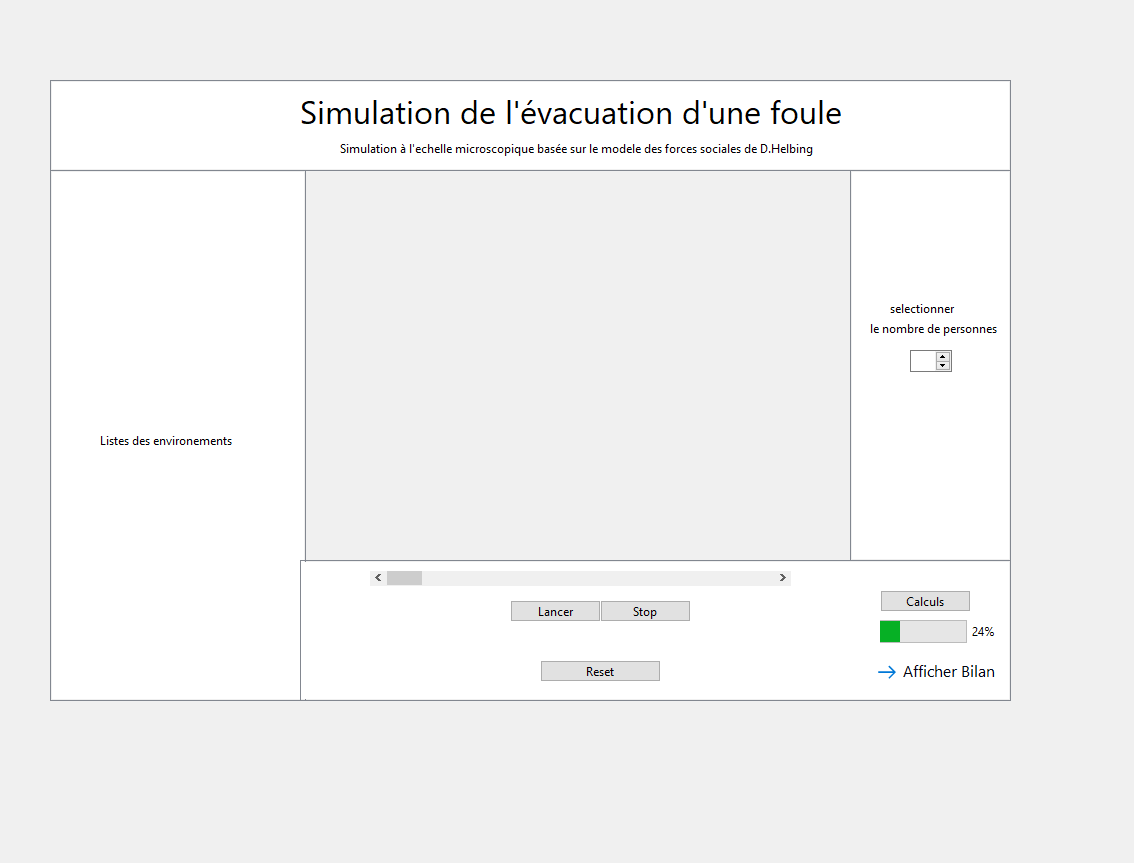 Simulation de l'évacuation d'une foule
Simulation à l'echelle microscopique basée sur le modele des forces sociales de D.Helbing
selectionner
le nombre de personnes
Listes des environements
Lancer
Stop
Reset
Calculs
24%
Afficher Bilan